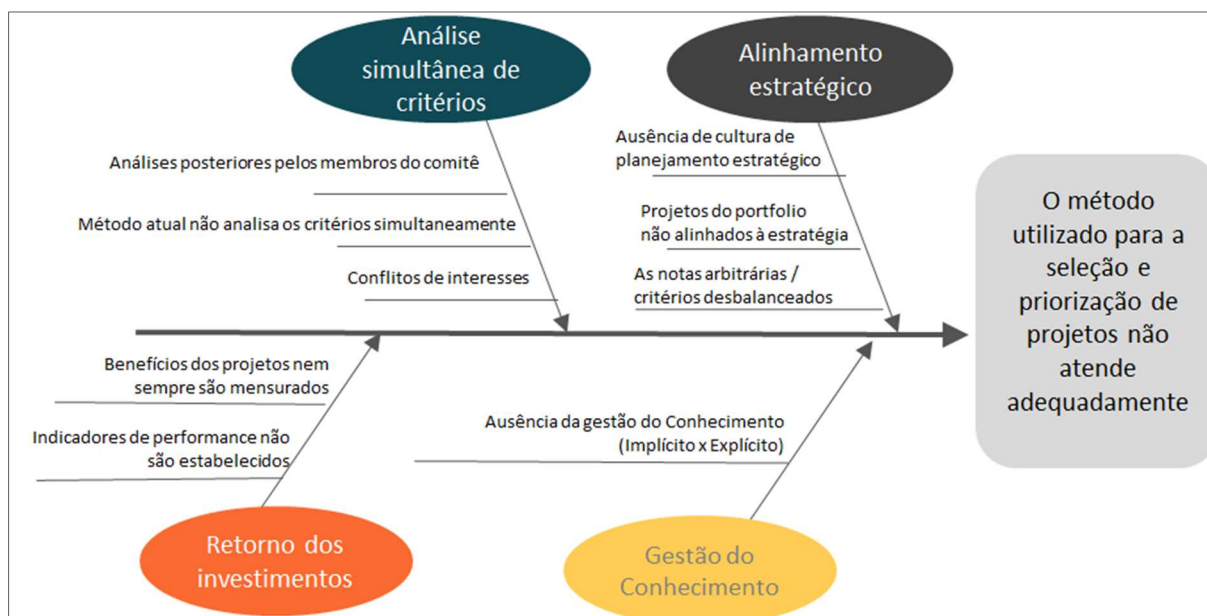 Análise
simultânea de
critérios
Alinhamento
estratégico
Análises posteriores pelos membros do comitê
Método atual não analisa os critérios simultaneamente
Conflitos de interesses
Ausência de cultura de
planejamento estratégico
Projetos do portfolio
não alinhados à estratégia
As notas arbitrárias /
critérios desbalanceados
O método
utilizado para a
seleção e
priorização de
projetos não
atende
adequadamente
Benefícios dos projetos nem
sempre são mensurados
Indicadores de performance não
são estabelecidos
Ausência da gestão do Conhecimento
(Implícito x Explícito)
Retorno dos
investimentos
Gestão do
Conhecimento